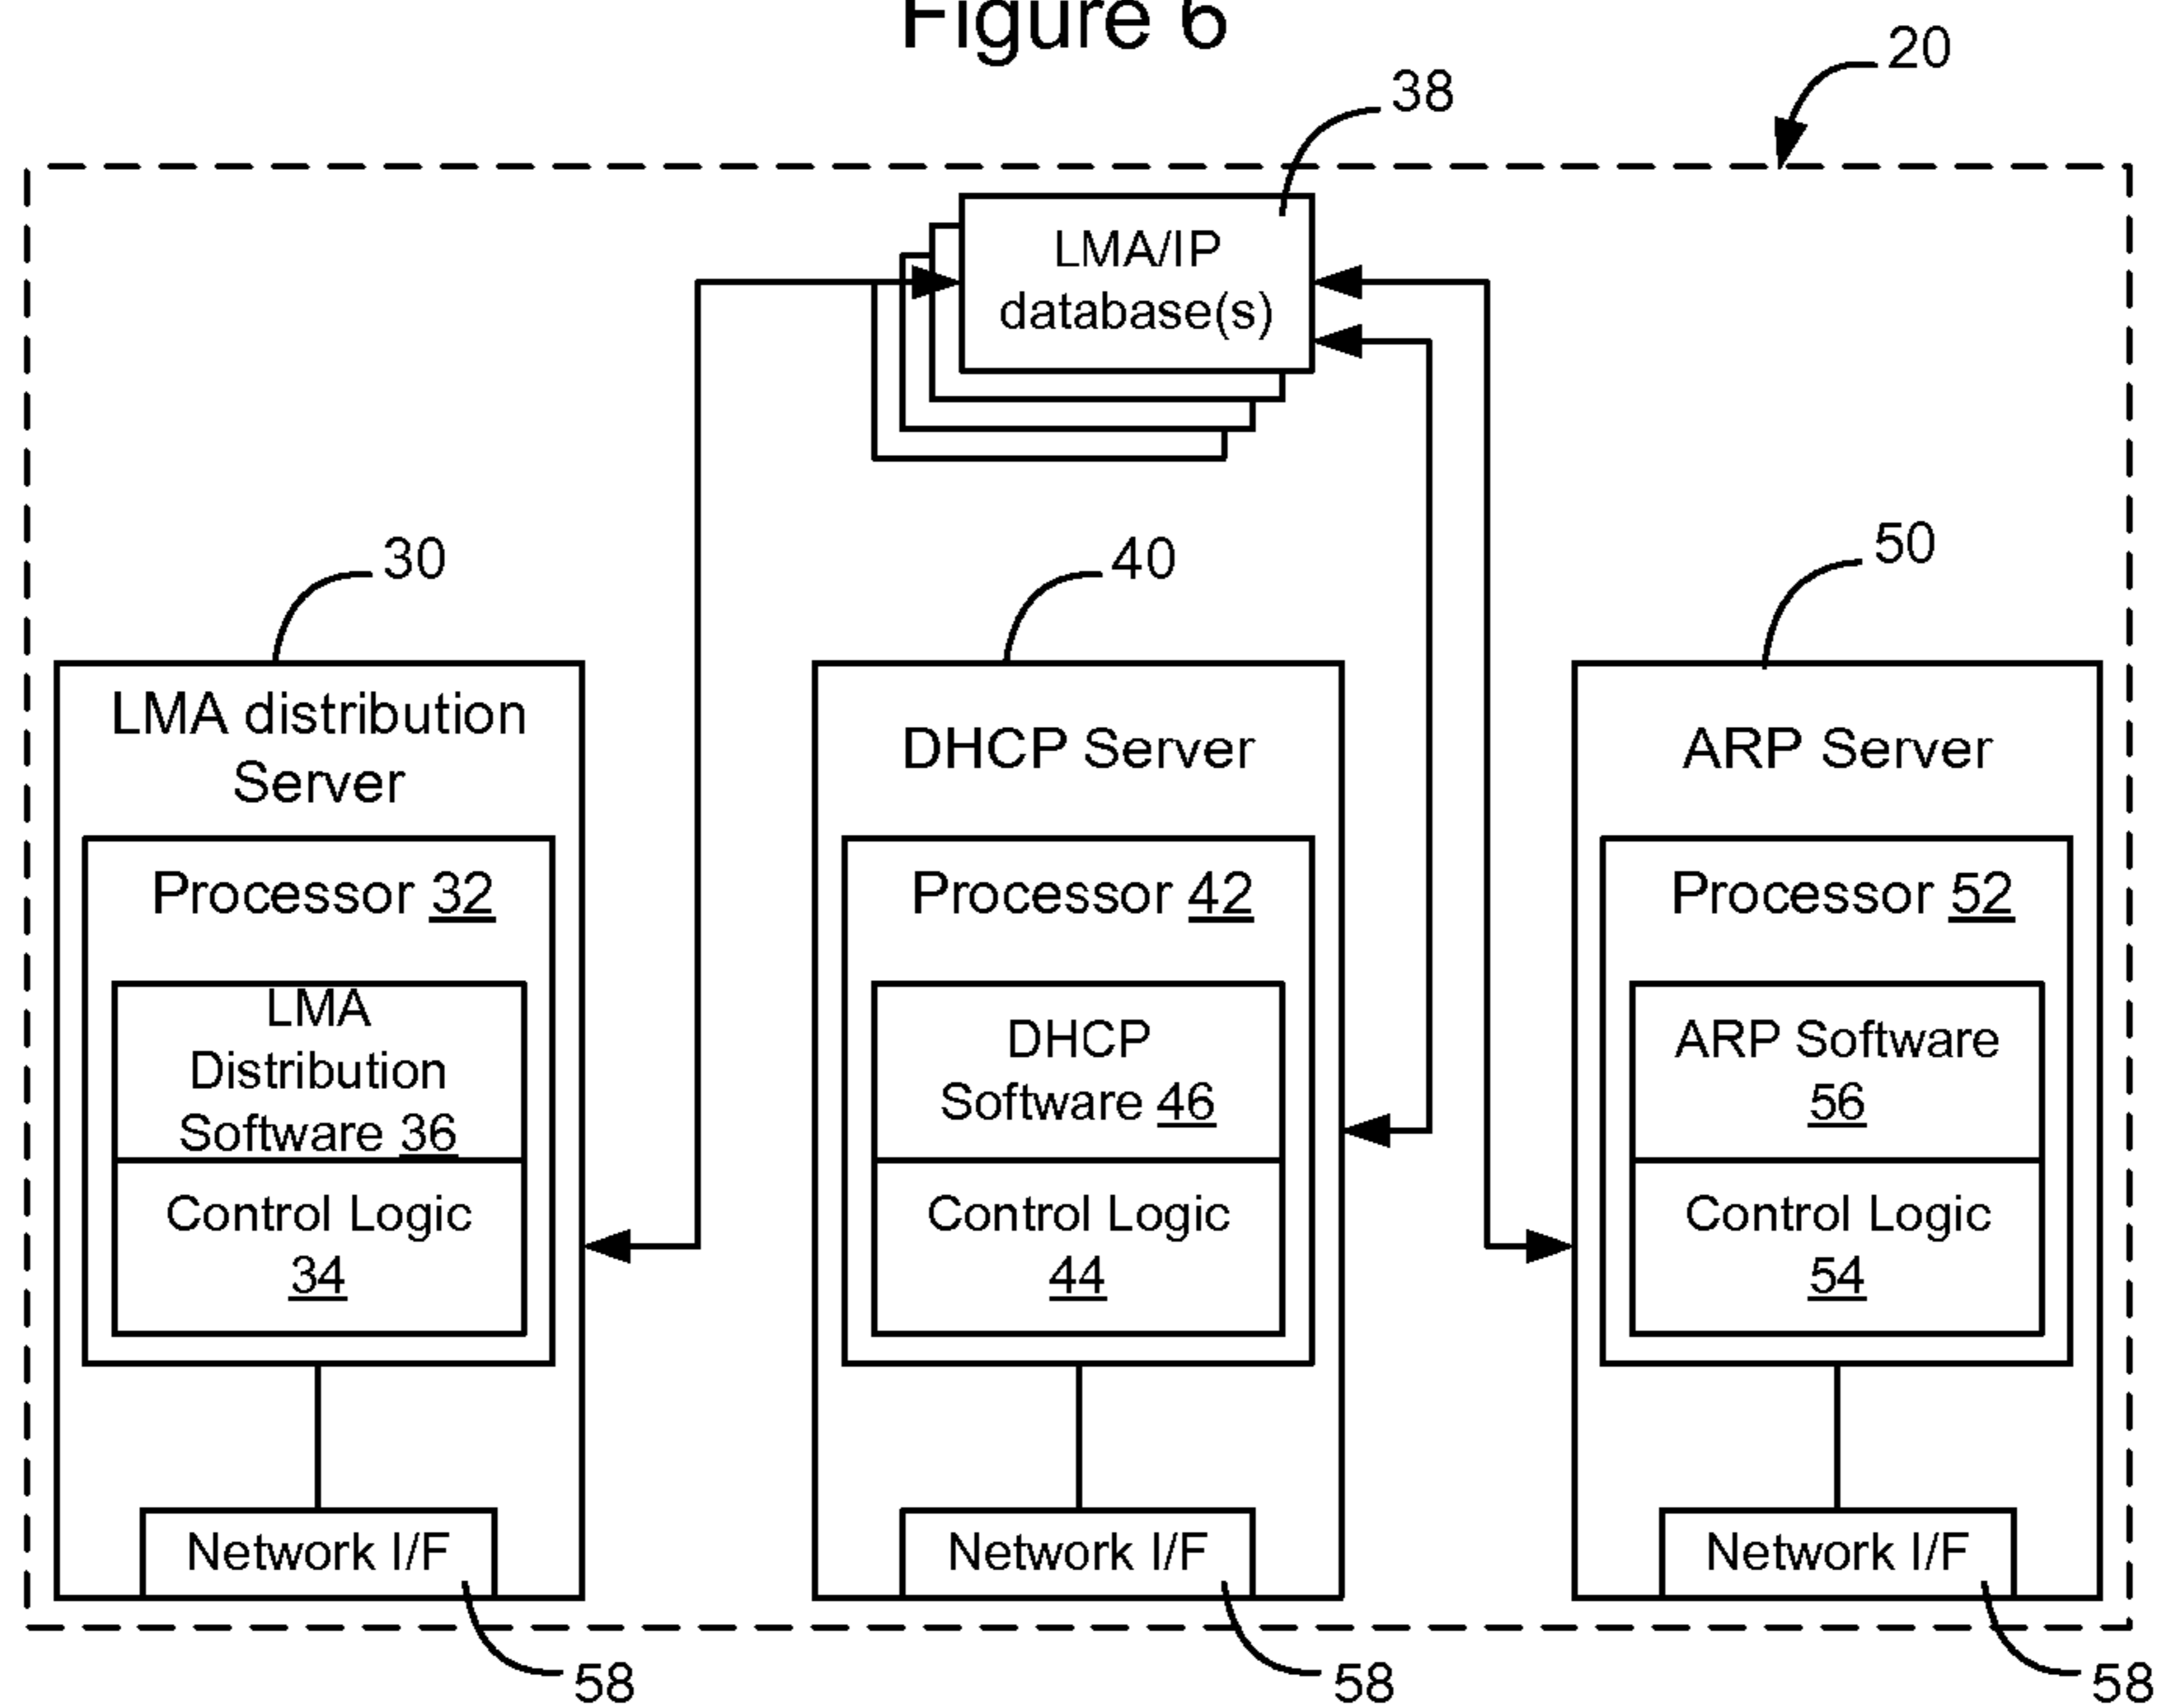 Figure 6
20
38
LMA/IP
database(s)
30
40
50
LMA distribution
Server
Processor 32
LMA
Distribution
Software 36
Control Logic
34
Network I/F
58
DHCP Server
Processor 42
DHCP
Software 46
Control Logic
44
Network I/F
58
ARP Server
Processor 52
ARP Software
56
Control Logic
54
Network I/F
58